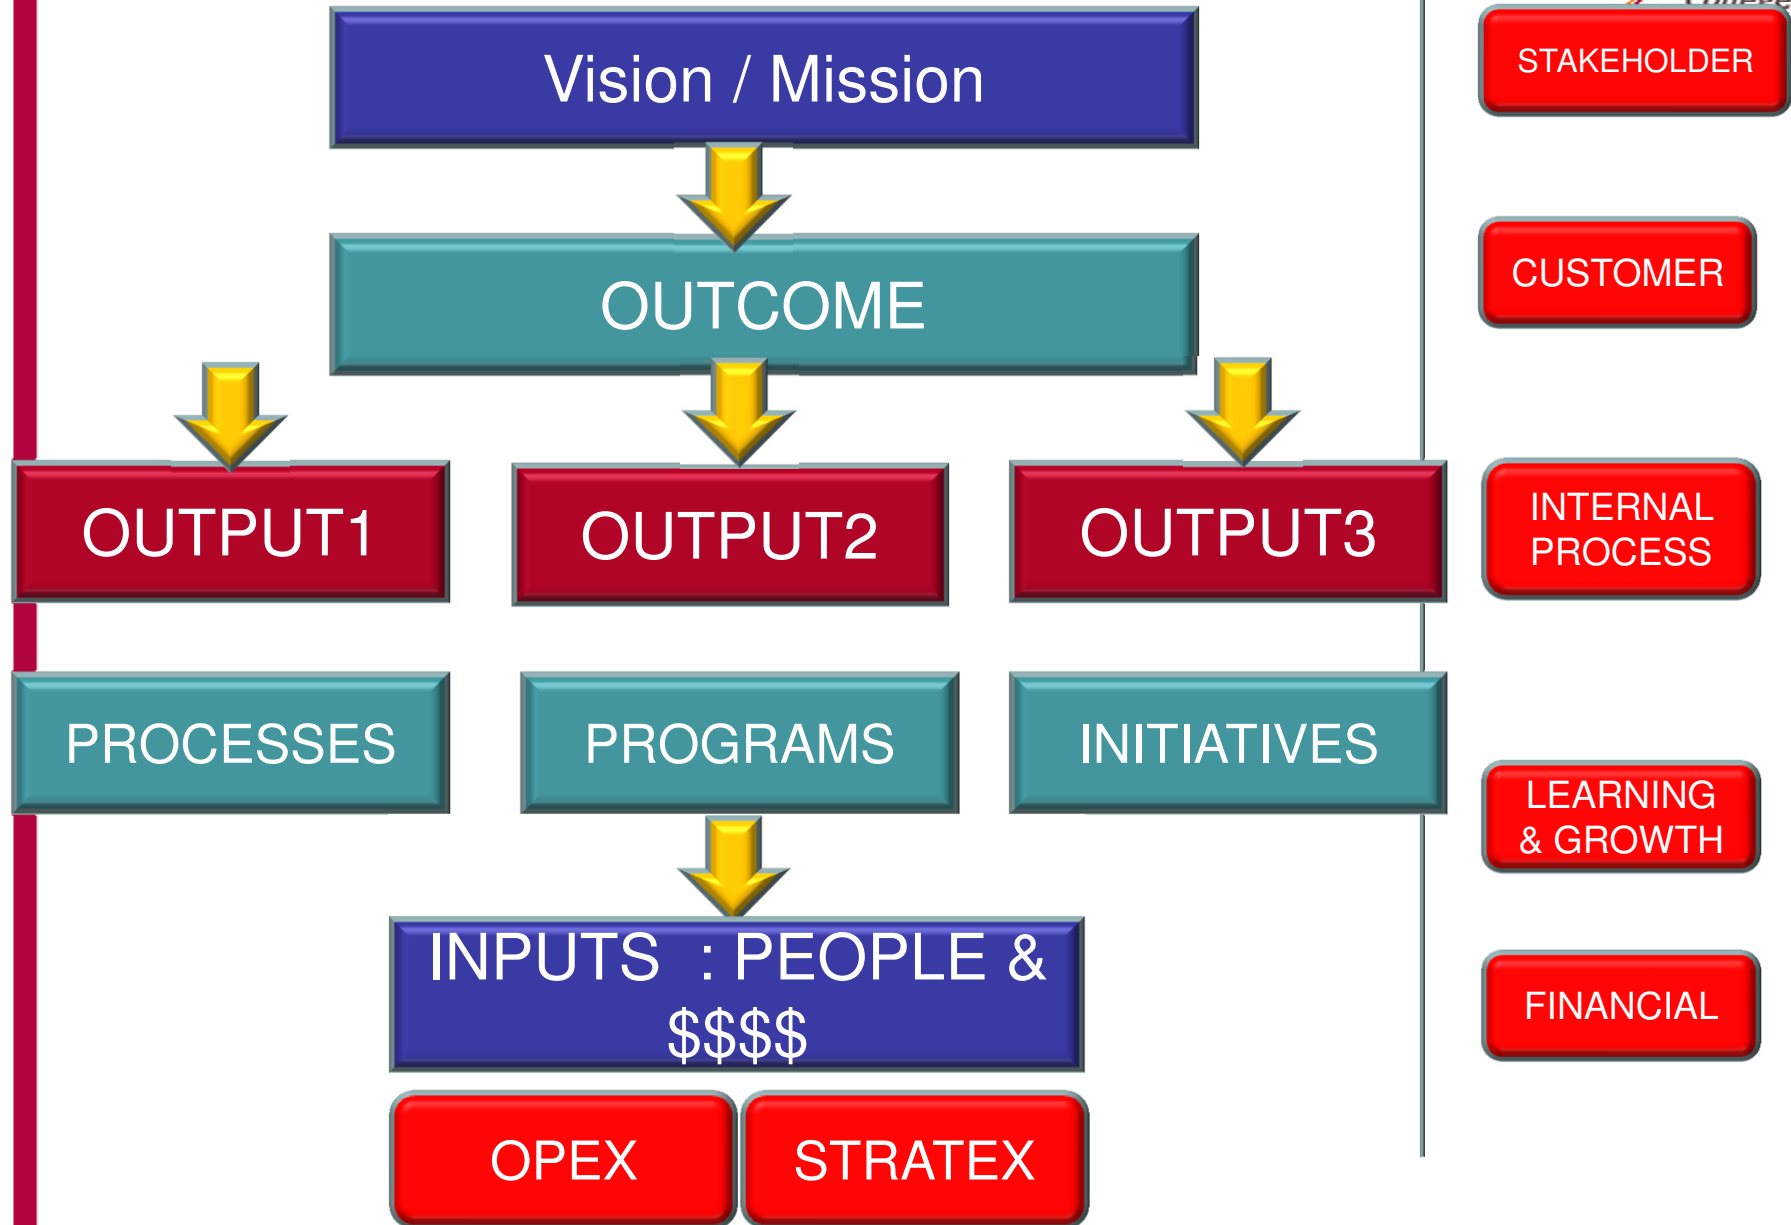 Vision / Mission
OUTCOME
OUTPUT1
OUTPUT2
OUTPUT3
PROCESSES
PROGRAMS
INITIATIVES
INPUTS : PEOPLE &
$$$$
OPEX
STRATEX
STAKEHOLDER
CUSTOMER
INTERNAL
PROCESS
LEARNING
& GROWTH
FINANCIAL